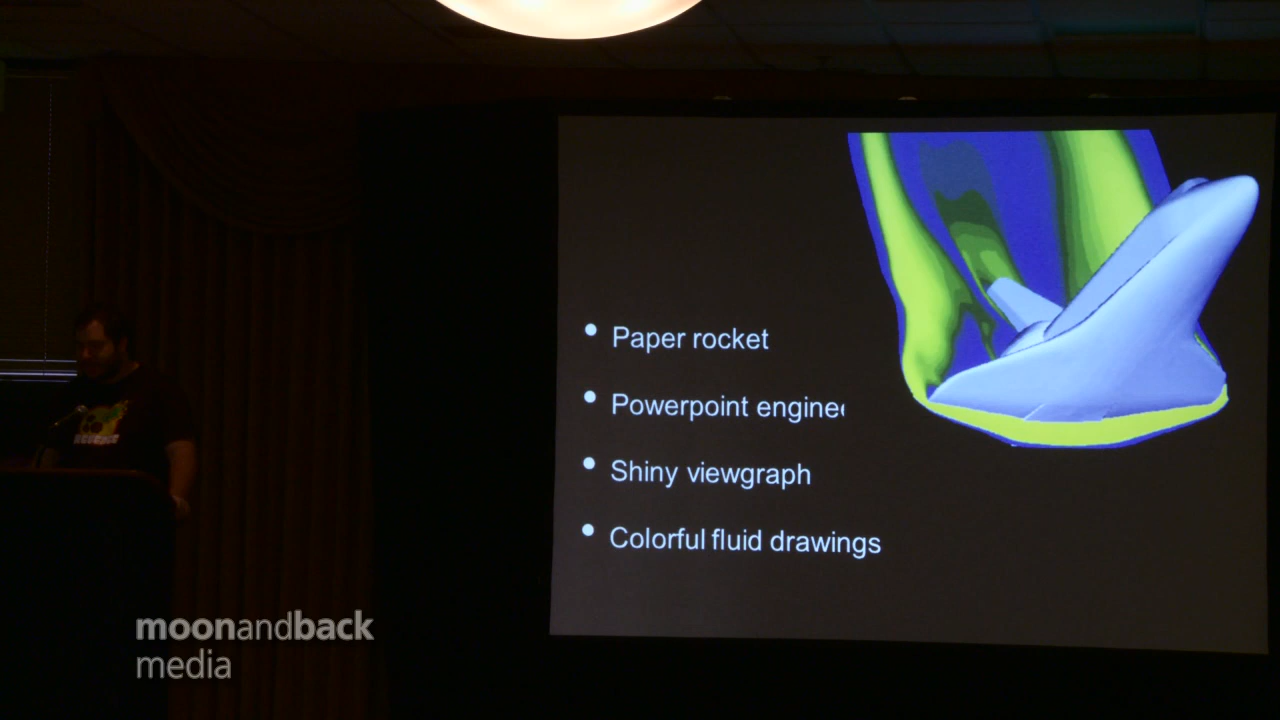 Paper rocket
Powerpoint enginee
Shiny viewgraph
Colorful fluid drawings
moonandback
media